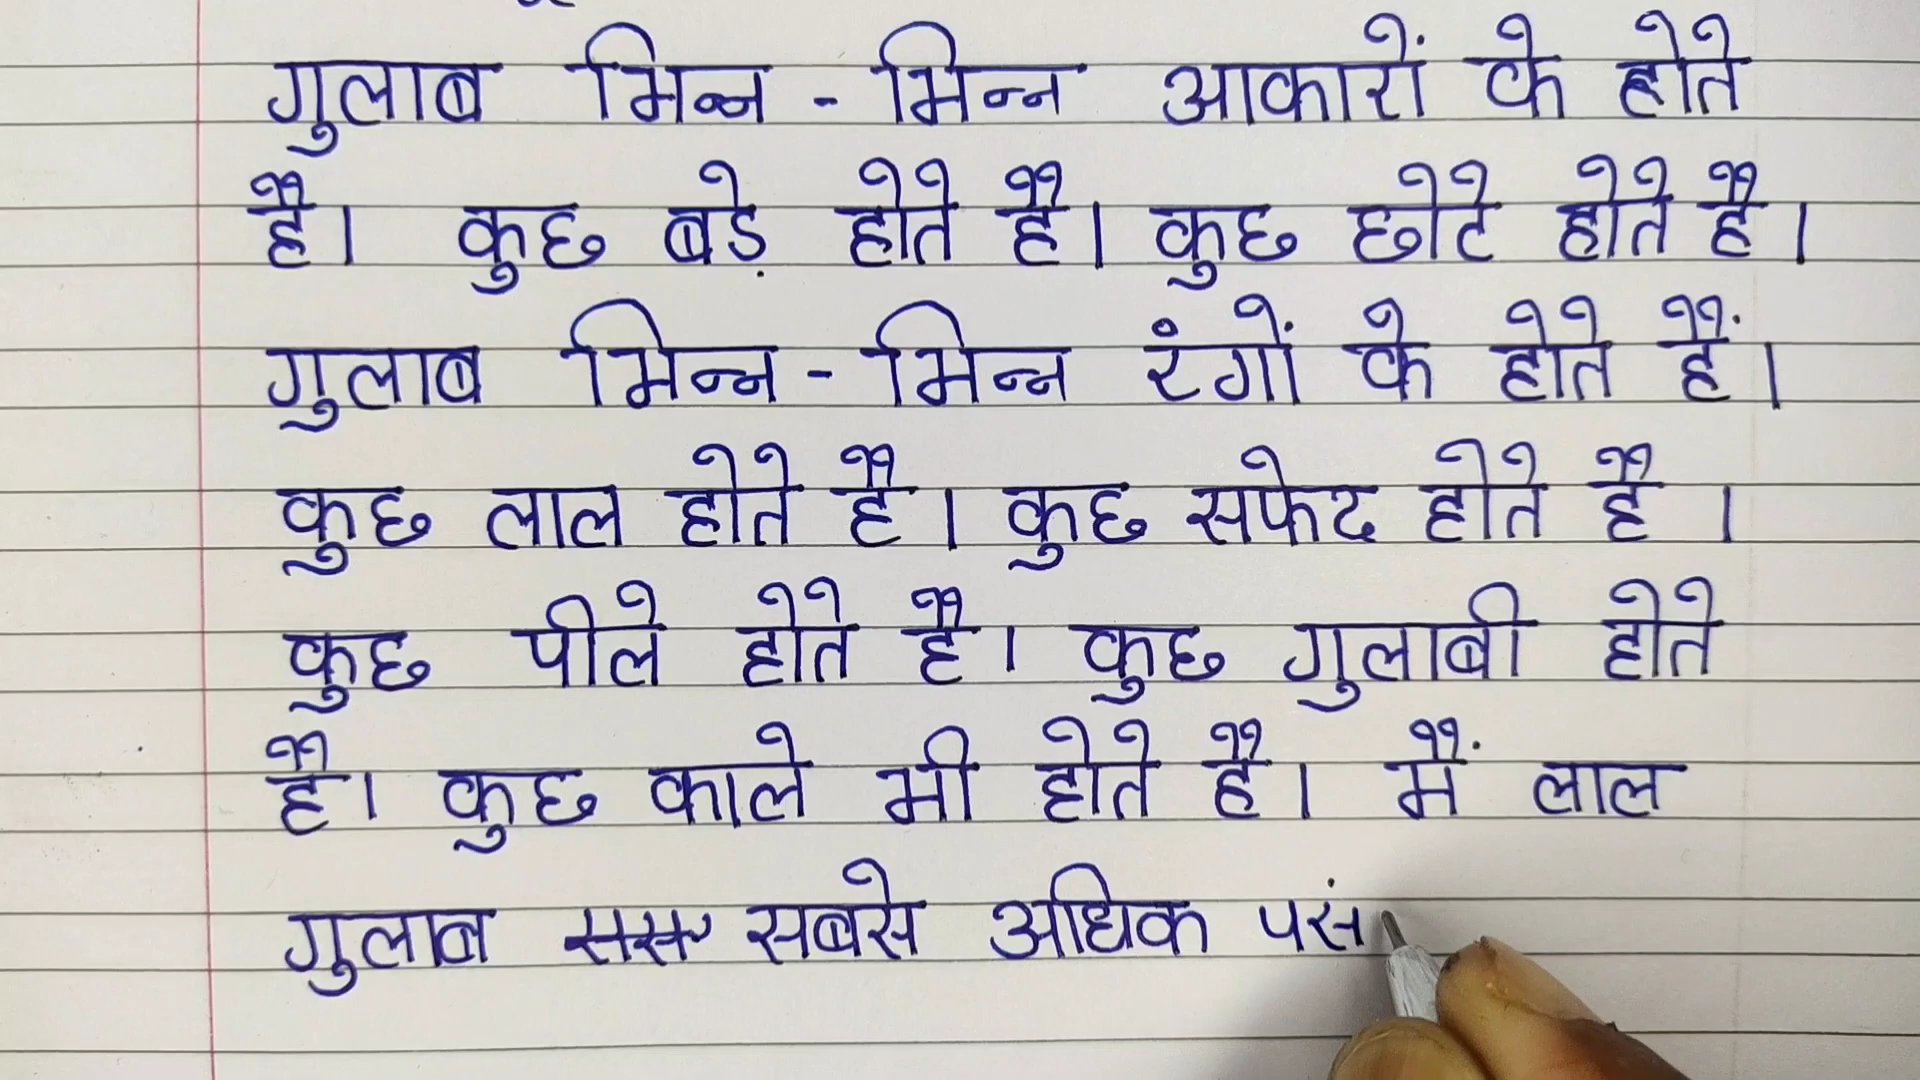 गुलाब भिन्न - भिन्न आकारों के होते
है। कुछ बड़े होते है। कुछ छोटे होते है।
गुलाब भिन्न - भिन्न रंगों के होते हैं।
कुछ लाल होते है। कुछ सफेद होते है।
कुछ पीले होते है। कुछ गुलाबी होते
है। कुछ काले भी होते है। मैं लाल
गुलाब सबसे अधिक पसं